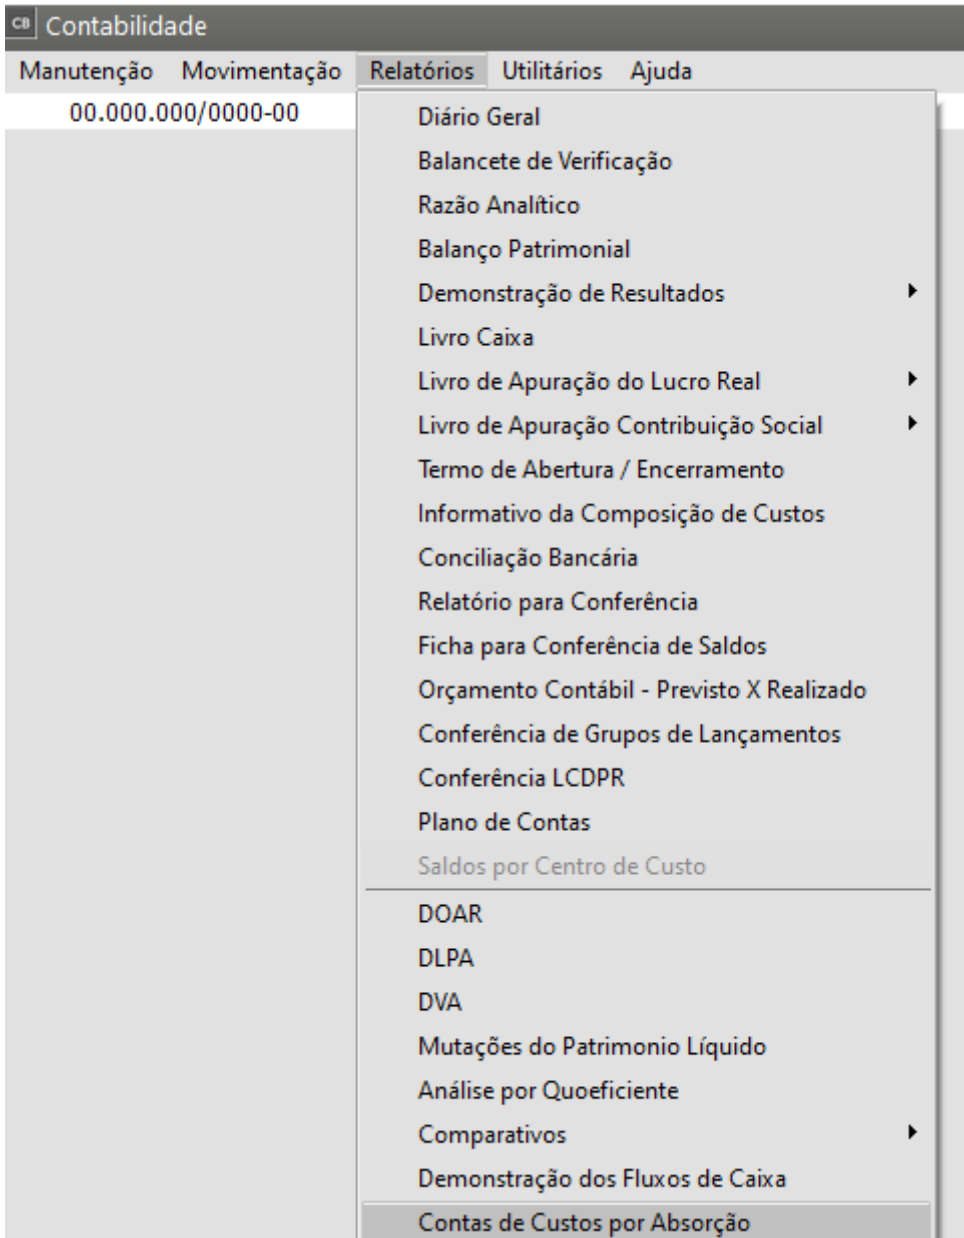 CB Contabilidade
Manutenção Movimentação Relatórios Utilitários Ajuda
00.000.000/0000-00
Diário Geral
Balancete de Verificação
Razão Analítico
Balanço Patrimonial
Demonstração de Resultados
Livro Caixa
Livro de Apuração do Lucro Real
Livro de Apuração Contribuição Social
Termo de Abertura / Encerramento
Informativo da Composição de Custos
Conciliação Bancária
Relatório para Conferência
Ficha para Conferência de Saldos
Orçamento Contábil - Previsto X Realizado
Conferência de Grupos de Lançamentos
Conferência LCDPR
Plano de Contas
Saldos por Centro de Custo
DOAR
DLPA
DVA
Mutações do Patrimonio Líquido
Análise por Quoeficiente
Comparativos
Demonstração dos Fluxos de Caixa
Contas de Custos por Absorção